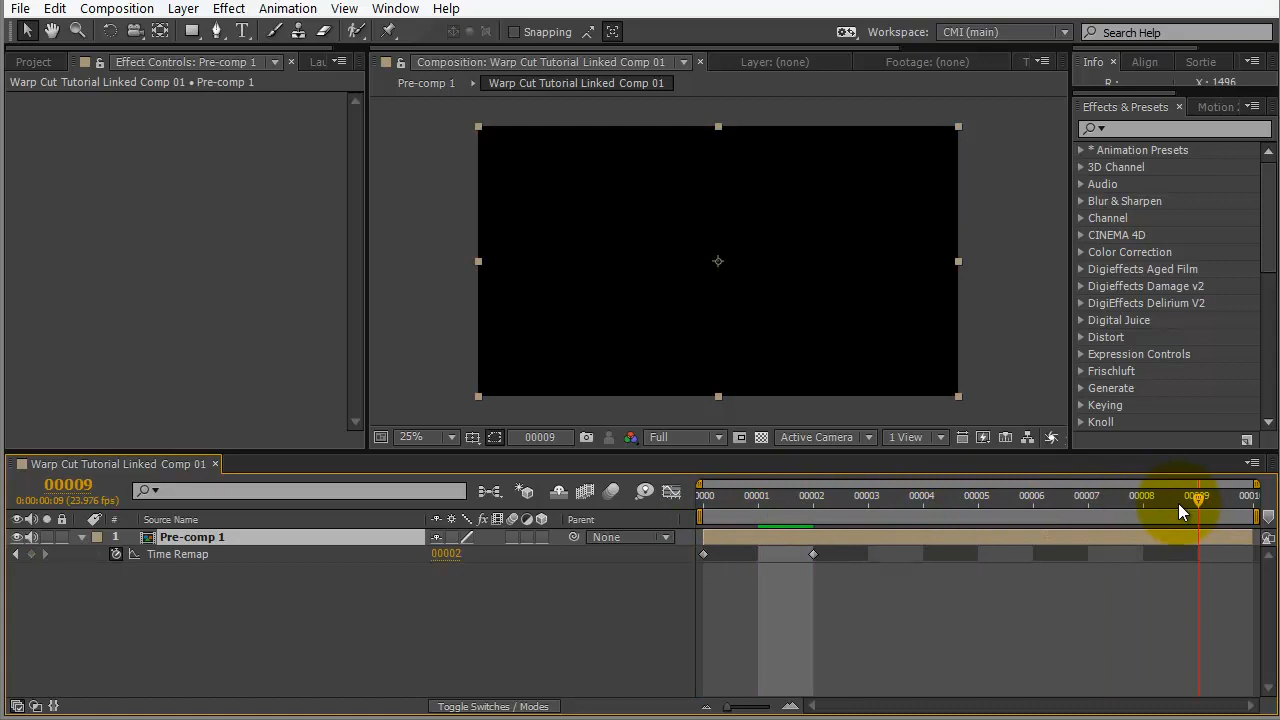 File Edit Composition Layer Effect Animation View Window Help
Snapping Workspace: CMI (main) Search Help
Project Effect Controls: Pre-comp 1 Composition: Warp Cut Tutorial Linked Comp 01 Layer: (none) Footage: (none) Info Align Sortie
Warp Cut Tutorial Linked Comp 01 • Pre-comp 1
Pre-comp 1 Warp Cut Tutorial Linked Comp 01
Effects & Presets Motion
* Animation Presets
3D Channel
Audio
Blur & Sharpen
Channel
CINEMA 4D
Color Correction
Digieffects Aged Film
Digieffects Damage v2
DigiEffects Delirium V2
Digital Juice
Distort
Expression Controls
Frischluft
Generate
Keying
Knoll
25% 00009 Full Active Camera 1 View
Warp Cut Tutorial Linked Comp 01
00009
0:00:00:09 (23.976 fps)
0000 00001 00002 00003 00004 00005 00006 00007 00008 00009 0001
# Source Name fx Parent
1 Pre-comp 1 None
Time Remap 00002
Toggle Switches / Modes